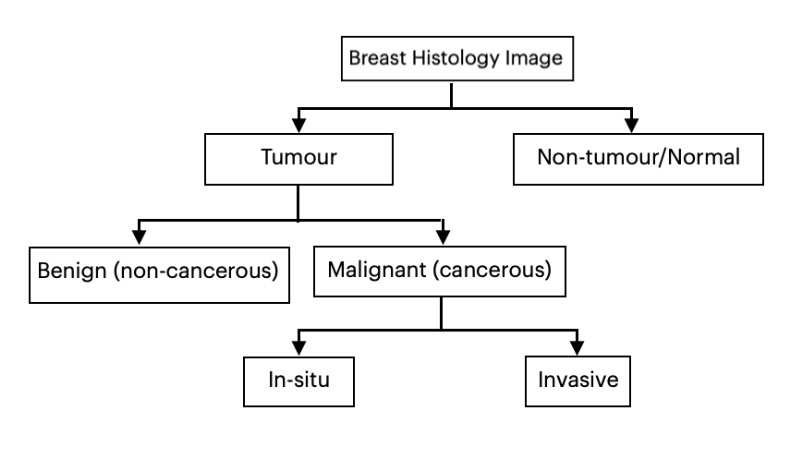 Breast Histology Image
Tumour
Non-tumour/Normal
Benign (non-cancerous)
Malignant (cancerous)
In-situ
Invasive